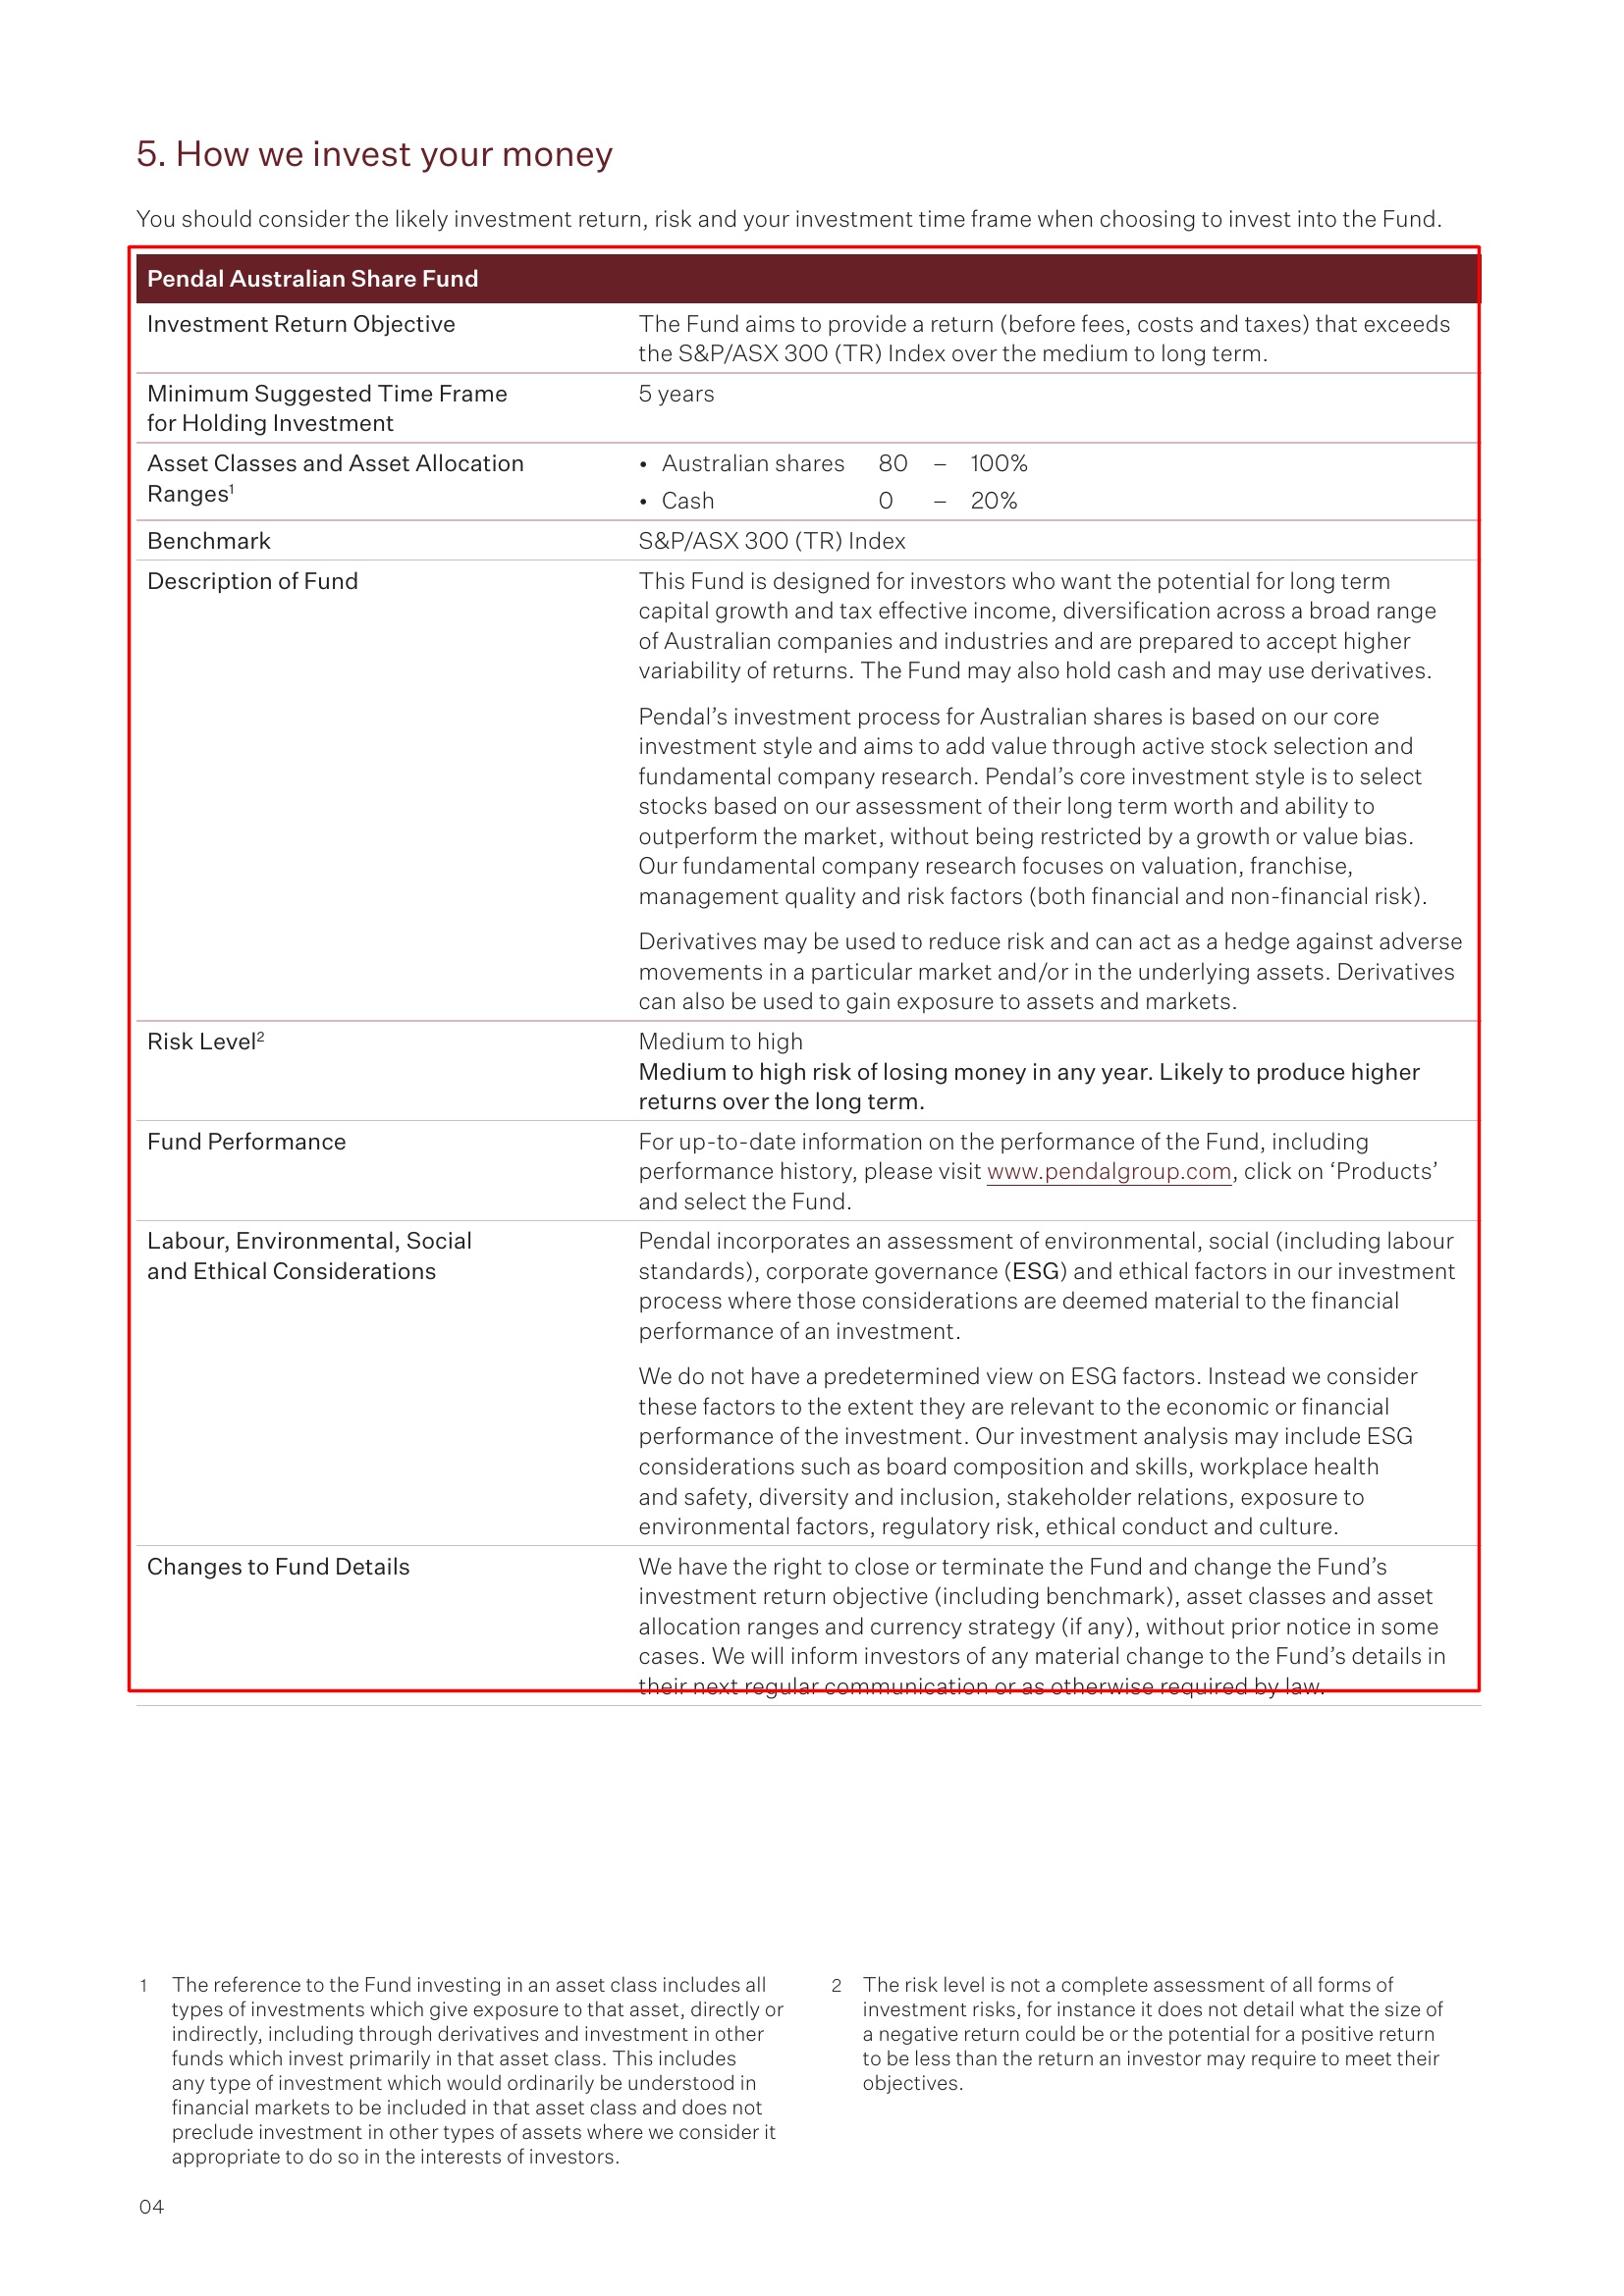 5. How we invest your money
You should consider the likely investment return, risk and your investment time frame when choosing to invest into the Fund.
Pendal Australian Share Fund
Investment Return Objective
The Fund aims to provide a return (before fees, costs and taxes) that exceeds
the S&P/ASX 300 (TR) Index over the medium to long term.
Minimum Suggested Time Frame
for Holding Investment
5 years
Asset Classes and Asset Allocation
Ranges1
• Australian shares 80 – 100%
• Cash 0 – 20%
Benchmark
S&P/ASX 300 (TR) Index
Description of Fund
This Fund is designed for investors who want the potential for long term
capital growth and tax effective income, diversification across a broad range
of Australian companies and industries and are prepared to accept higher
variability of returns. The Fund may also hold cash and may use derivatives.
Pendal’s investment process for Australian shares is based on our core
investment style and aims to add value through active stock selection and
fundamental company research. Pendal’s core investment style is to select
stocks based on our assessment of their long term worth and ability to
outperform the market, without being restricted by a growth or value bias.
Our fundamental company research focuses on valuation, franchise,
management quality and risk factors (both financial and non-financial risk).
Derivatives may be used to reduce risk and can act as a hedge against adverse
movements in a particular market and/or in the underlying assets. Derivatives
can also be used to gain exposure to assets and markets.
Risk Level2
Medium to high
Medium to high risk of losing money in any year. Likely to produce higher
returns over the long term.
Fund Performance
For up-to-date information on the performance of the Fund, including
performance history, please visit www.pendalgroup.com, click on ‘Products’
and select the Fund.
Labour, Environmental, Social
and Ethical Considerations
Pendal incorporates an assessment of environmental, social (including labour
standards), corporate governance (ESG) and ethical factors in our investment
process where those considerations are deemed material to the financial
performance of an investment.
We do not have a predetermined view on ESG factors. Instead we consider
these factors to the extent they are relevant to the economic or financial
performance of the investment. Our investment analysis may include ESG
considerations such as board composition and skills, workplace health
and safety, diversity and inclusion, stakeholder relations, exposure to
environmental factors, regulatory risk, ethical conduct and culture.
Changes to Fund Details
We have the right to close or terminate the Fund and change the Fund’s
investment return objective (including benchmark), asset classes and asset
allocation ranges and currency strategy (if any), without prior notice in some
cases. We will inform investors of any material change to the Fund’s details in
their next regular communication or as otherwise required by law.
1 The reference to the Fund investing in an asset class includes all
types of investments which give exposure to that asset, directly or
indirectly, including through derivatives and investment in other
funds which invest primarily in that asset class. This includes
any type of investment which would ordinarily be understood in
financial markets to be included in that asset class and does not
preclude investment in other types of assets where we consider it
appropriate to do so in the interests of investors.
2 The risk level is not a complete assessment of all forms of
investment risks, for instance it does not detail what the size of
a negative return could be or the potential for a positive return
to be less than the return an investor may require to meet their
objectives.
04